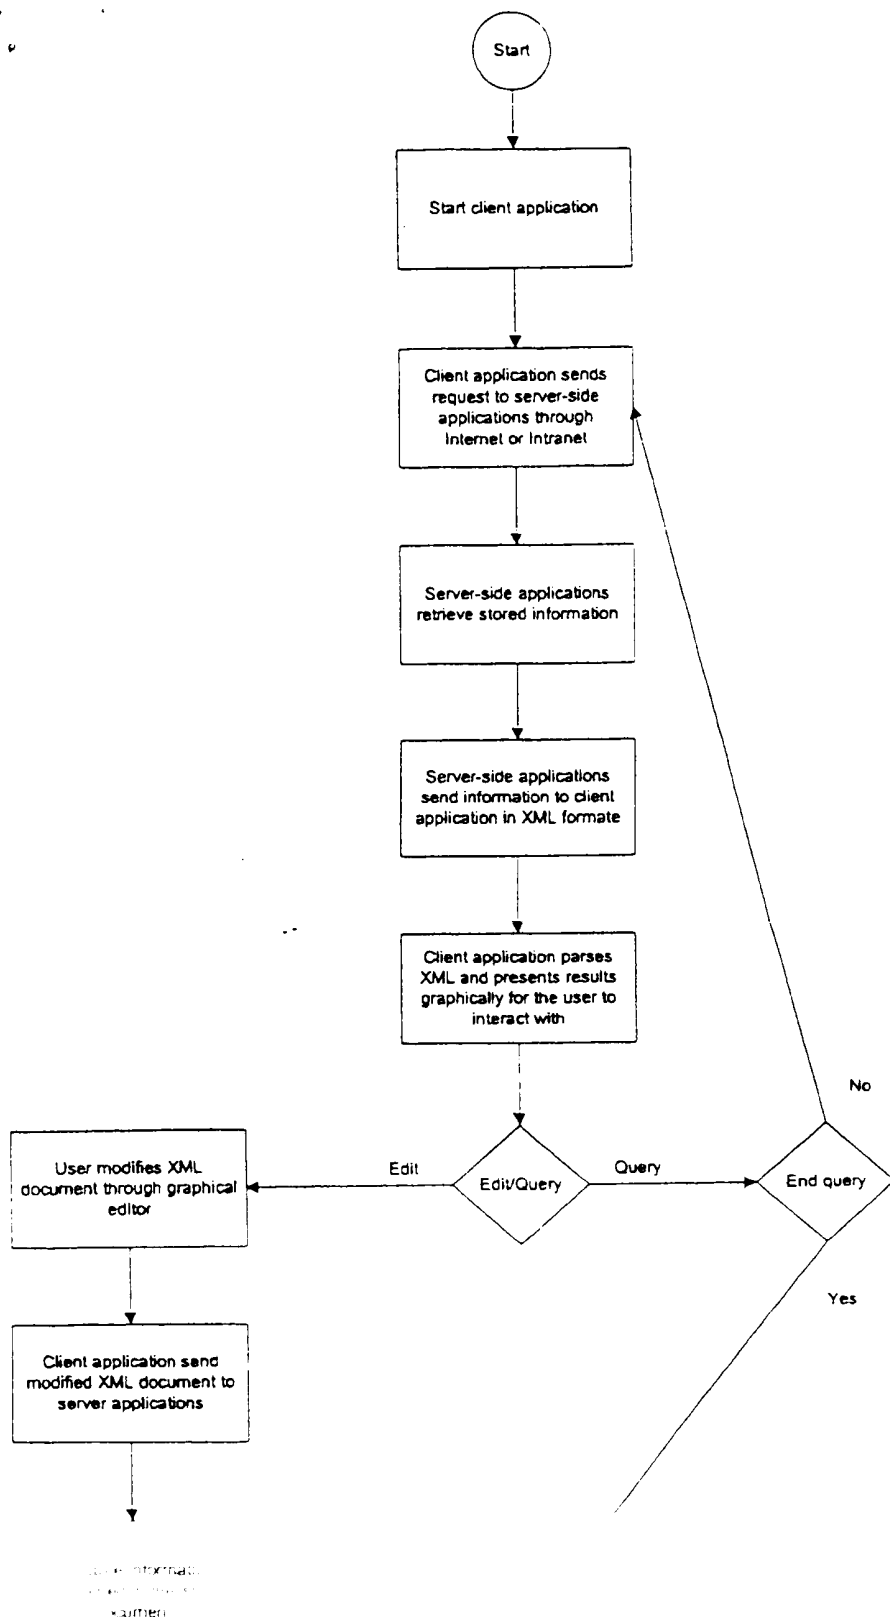 Start
Start client application
Client application sends
request to server-side
applications through
Internet or Intranet
Server-side applications
retrieve stored information
Server-side applications
send information to client
application in XML formate
Client application parses
XML and presents results
graphically for the user to
interact with
No
User modifies XML
document through graphical
editor
Edit
Edit/Query
Query
End query
Yes
Client application send
modified XML document to
server applications